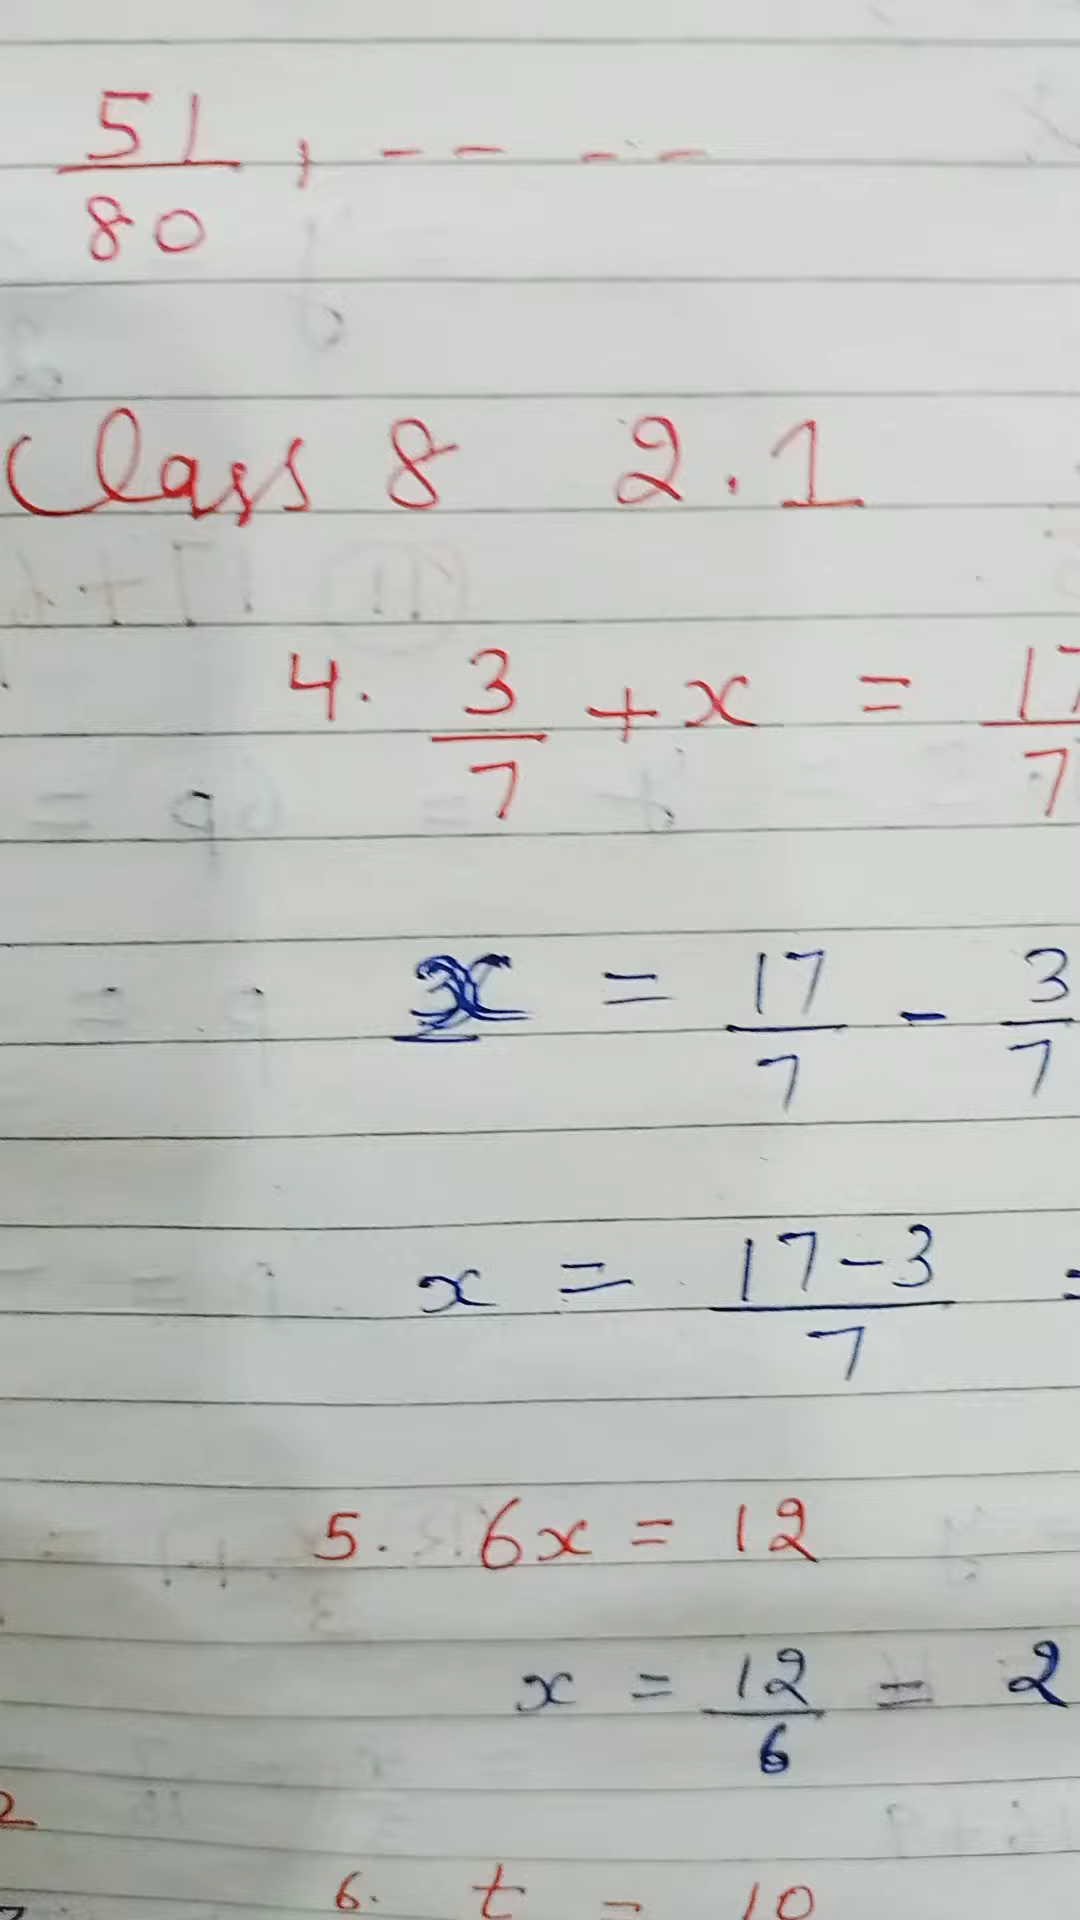 51/80 , -- --
Class 8 2.1
4. 3/7 + x = 17/7
x = 17/7 - 3/7
x = 17-3/7 =
5. 6x = 12
x = 12/6 = 2
2
6. t = 10